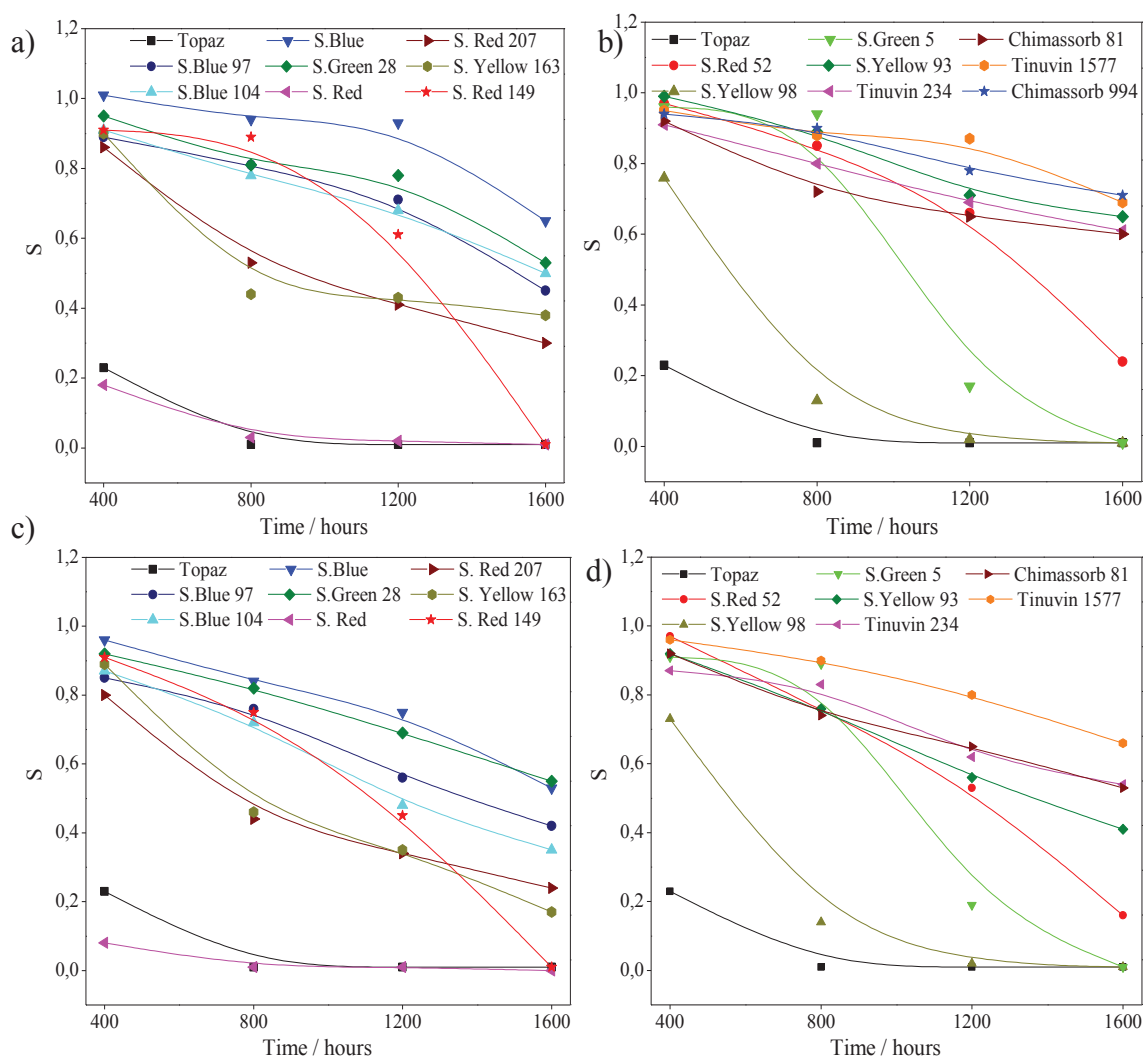 a)
1,2
1,0
0,8
0,6
0,4
0,2
0,0
S
Topaz S.Blue S. Red 207
S.Blue 97 S.Green 28 S. Yellow 163
S.Blue 104 S. Red S. Red 149
400 800 1200 1600
Time / hours
b)
1,2
1,0
0,8
0,6
0,4
0,2
0,0
S
Topaz S.Green 5 Chimassorb 81
S.Red 52 S.Yellow 93 Tinuvin 1577
S.Yellow 98 Tinuvin 234 Chimassorb 994
400 800 1200 1600
Time / hours
c)
1,2
1,0
0,8
0,6
0,4
0,2
0,0
S
Topaz S.Blue S. Red 207
S.Blue 97 S.Green 28 S. Yellow 163
S.Blue 104 S. Red S. Red 149
400 800 1200 1600
Time / hours
d)
1,2
1,0
0,8
0,6
0,4
0,2
0,0
S
Topaz S.Green 5 Chimassorb 81
S.Red 52 S.Yellow 93 Tinuvin 1577
S.Yellow 98 Tinuvin 234
400 800 1200 1600
Time / hours